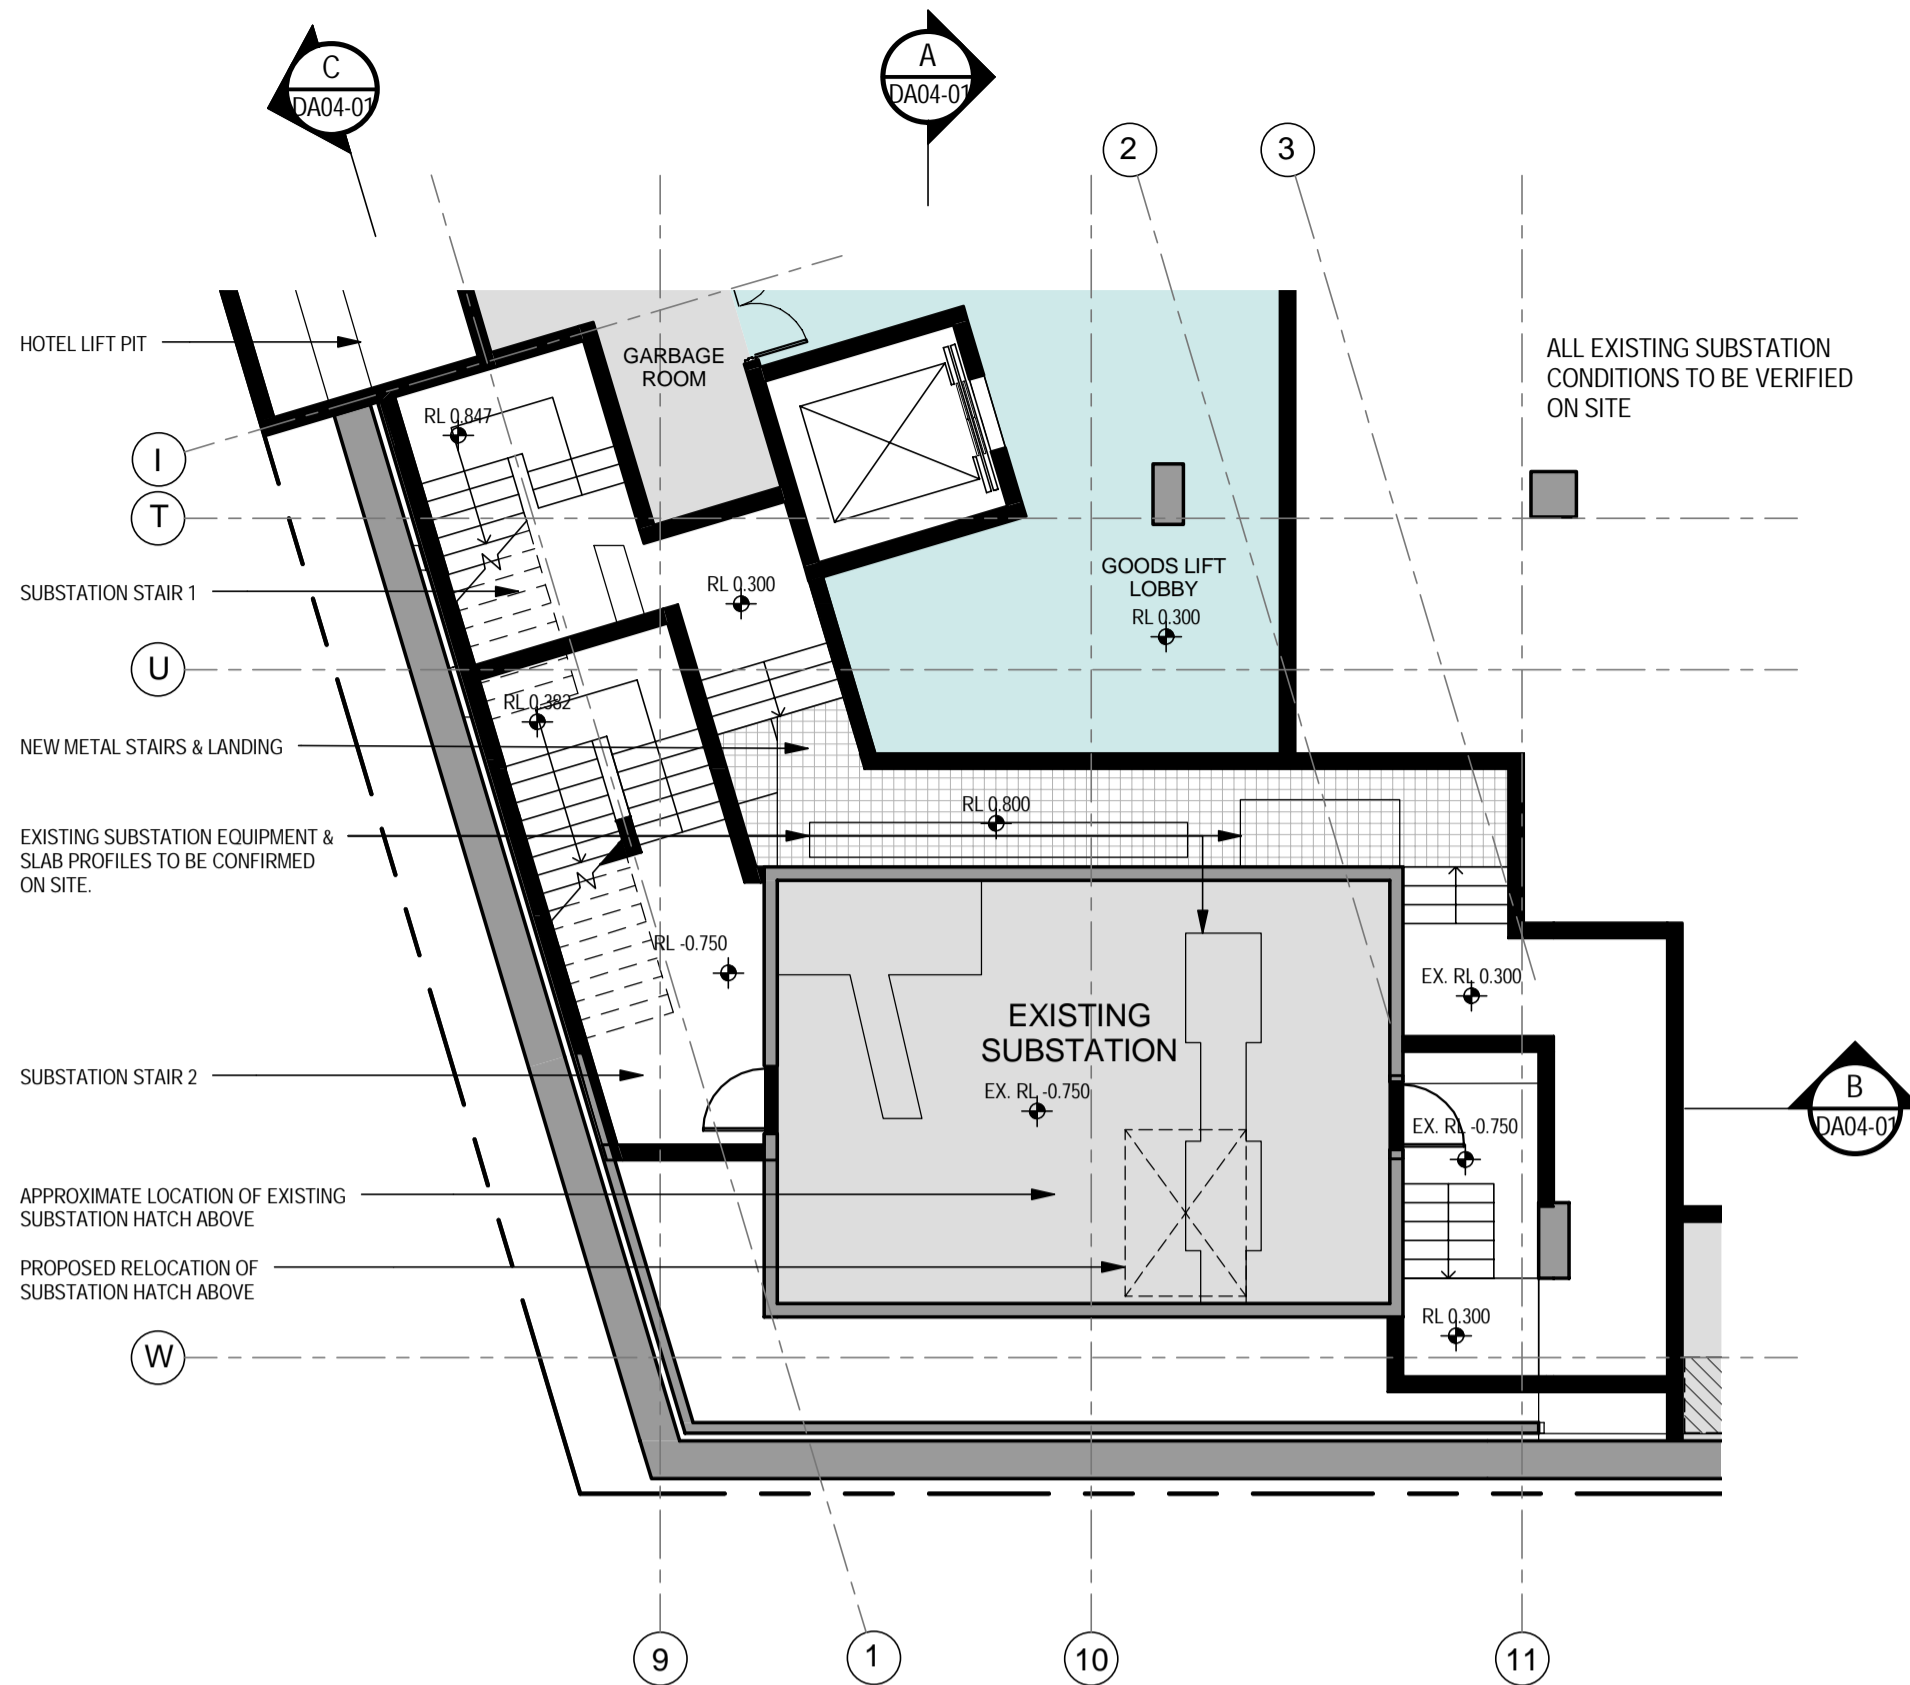 C
DA04-01
A
DA04-01
2
3
HOTEL LIFT PIT
GARBAGE
ROOM
ALL EXISTING SUBSTATION
CONDITIONS TO BE VERIFIED
ON SITE
RL 0.847
I
T
SUBSTATION STAIR 1
RL 0.300
GOODS LIFT
LOBBY
RL 0.300
U
RL 0.382
NEW METAL STAIRS & LANDING
RL 0.800
EXISTING SUBSTATION EQUIPMENT &
SLAB PROFILES TO BE CONFIRMED
ON SITE.
RL -0.750
EX. RL 0.300
EXISTING
SUBSTATION
EX. RL -0.750
SUBSTATION STAIR 2
EX. RL -0.750
B
DA04-01
APPROXIMATE LOCATION OF EXISTING
SUBSTATION HATCH ABOVE
PROPOSED RELOCATION OF
SUBSTATION HATCH ABOVE
RL 0.300
W
9
1
10
11